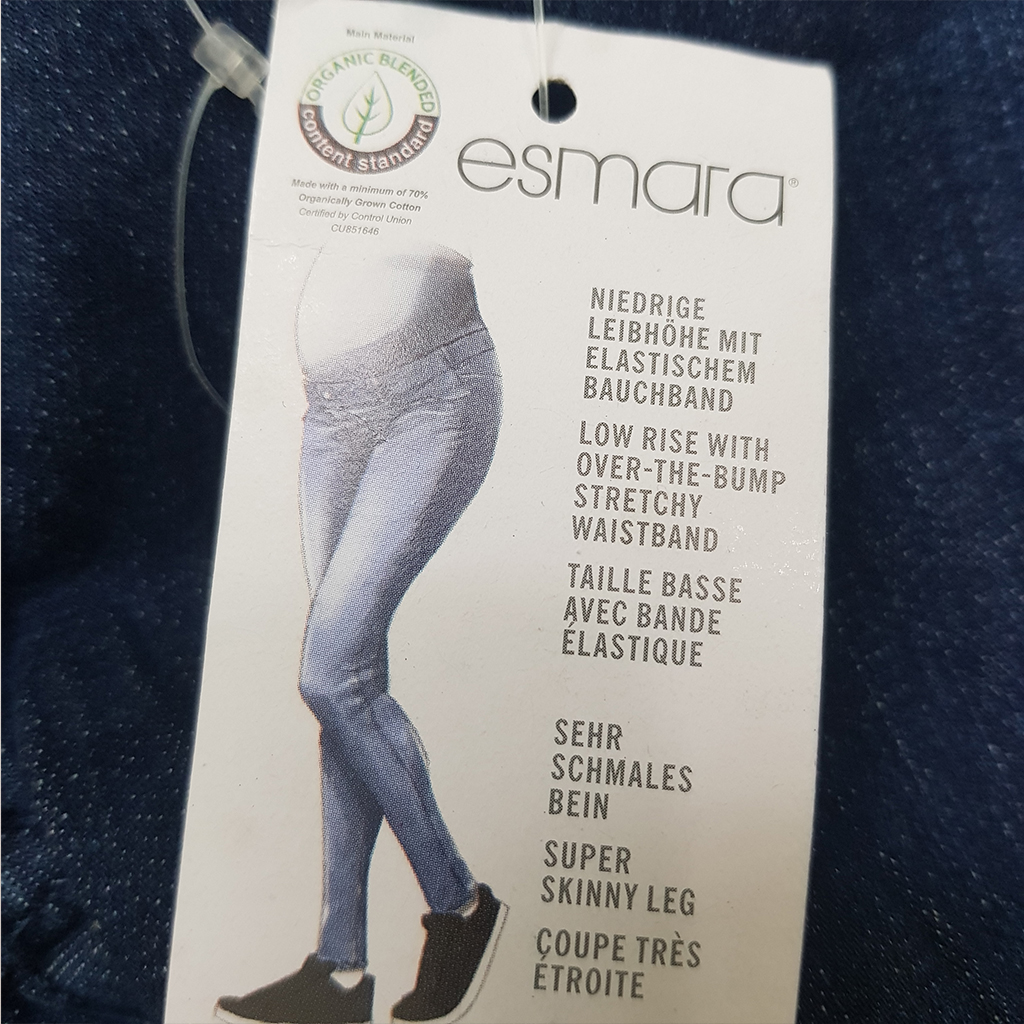 Main Material
ORGANIC BLENDED
content standard
Made with a minimum of 70%
Organically Grown Cotton
Certified by Control Union
CU851646
esmara®
NIEDRIGE
LEIBHÖHE MIT
ELASTISCHEM
BAUCHBAND
LOW RISE WITH
OVER-THE-BUMP
STRETCHY
WAISTBAND
TAILLE BASSE
AVEC BANDE
ÉLASTIQUE
SEHR
SCHMALES
BEIN
SUPER
SKINNY LEG
COUPE TRÈS
ÉTROITE